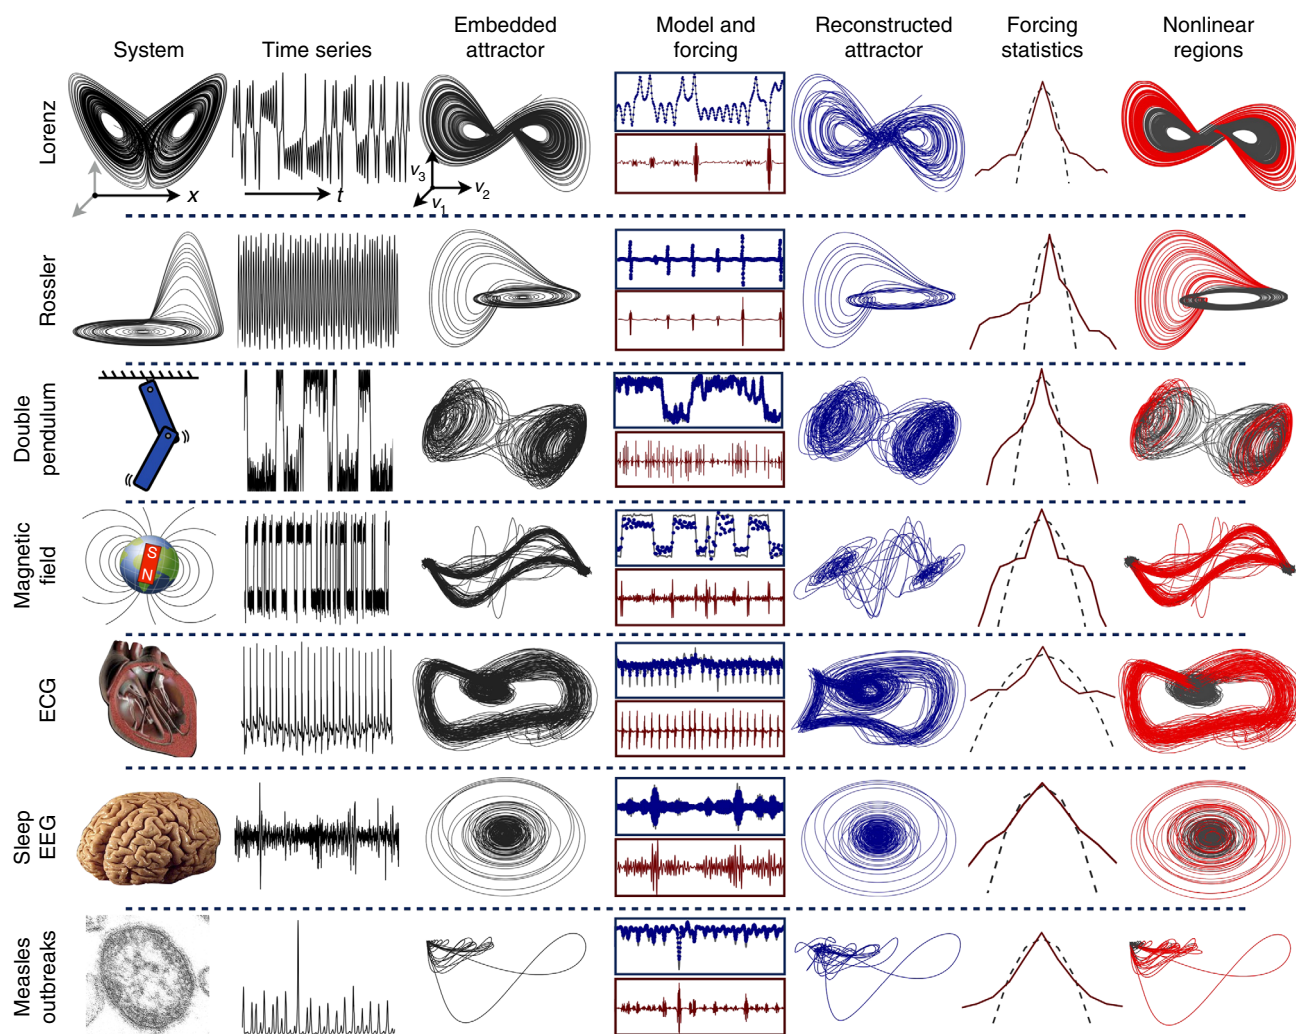 System
Time series
Embedded
attractor
Model and
forcing
Reconstructed
attractor
Forcing
statistics
Nonlinear
regions
Lorenz
x
t
v3
v2
v1
Rossler
Double
pendulum
Magnetic
field
S
N
ECG
Sleep
EEG
Measles
outbreaks